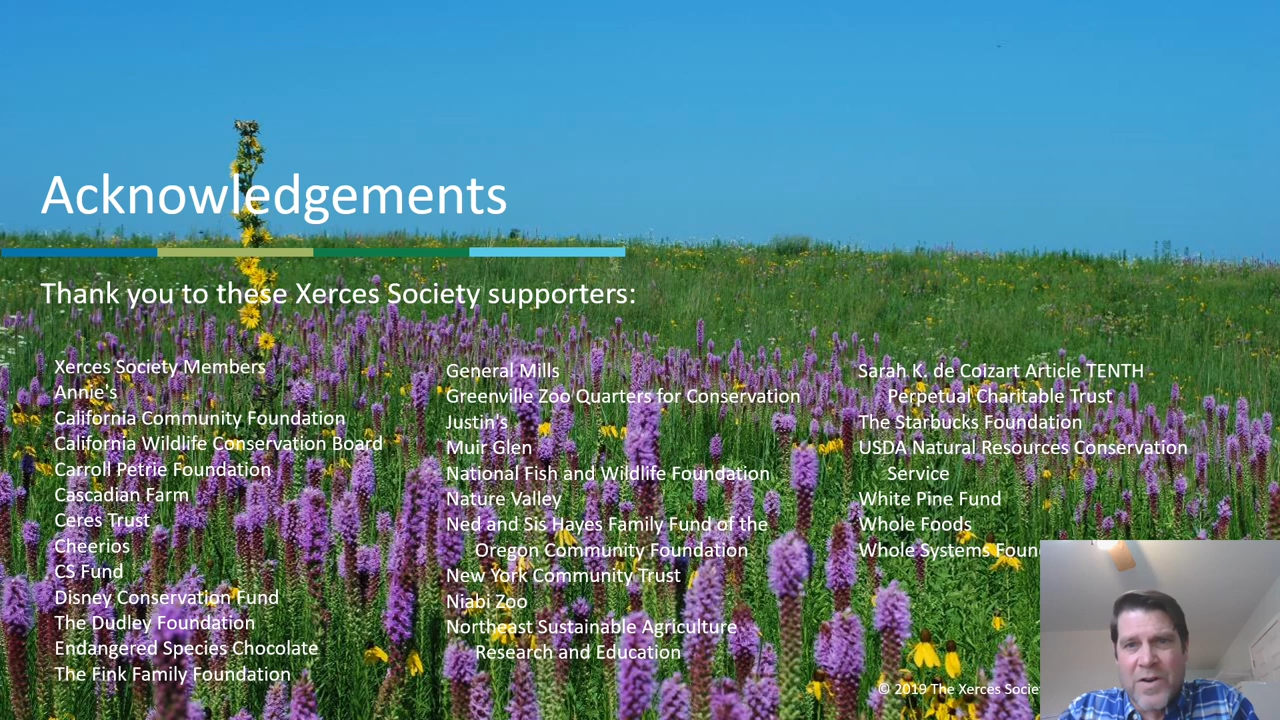 Acknowledgements
Thank you to these Xerces Society supporters:
Xerces Society Members
Annie's
California Community Foundation
California Wildlife Conservation Board
Carroll Petrie Foundation
Cascadian Farm
Ceres Trust
Cheerios
CS Fund
Disney Conservation Fund
The Dudley Foundation
Endangered Species Chocolate
The Fink Family Foundation
General Mills
Greenville Zoo Quarters for Conservation
Justin's
Muir Glen
National Fish and Wildlife Foundation
Nature Valley
Ned and Sis Hayes Family Fund of the
Oregon Community Foundation
New York Community Trust
Niabi Zoo
Northeast Sustainable Agriculture
Research and Education
Sarah K. de Coizart Article TENTH
Perpetual Charitable Trust
The Starbucks Foundation
USDA Natural Resources Conservation
Service
White Pine Fund
Whole Foods
Whole Systems
© 2019 The Xerces